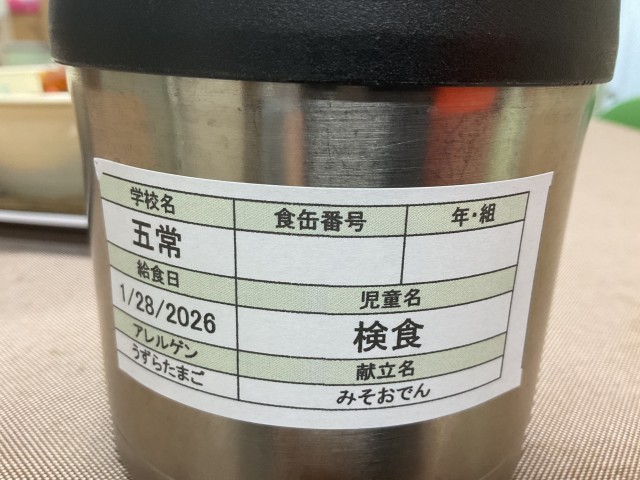 学校名
食缶番号
年・組
五常
給食日
児童名
1/28/2026
検食
アレルゲン
献立名
うずらたまご
みそおでん